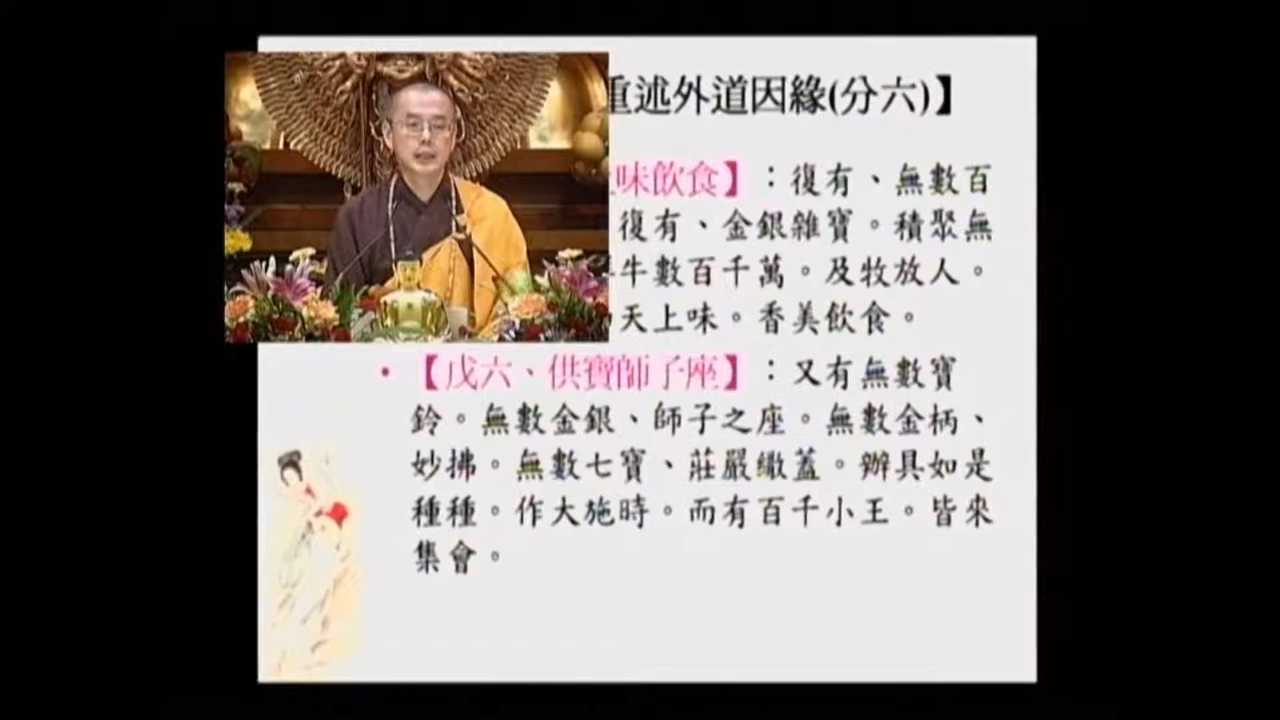 重述外道因緣(分六)】
味飲食】：復有、無數百
復有、金銀雜寶。積聚無
牛數百千萬。及牧放人。
天上味。香美飲食。
• 【戊六、供寶師子座】：又有無數寶
鈴。無數金銀、師子之座。無數金柄、
妙拂。無數七寶、莊嚴繖蓋。辦具如是
種種。作大施時。而有百千小王。皆來
集會。